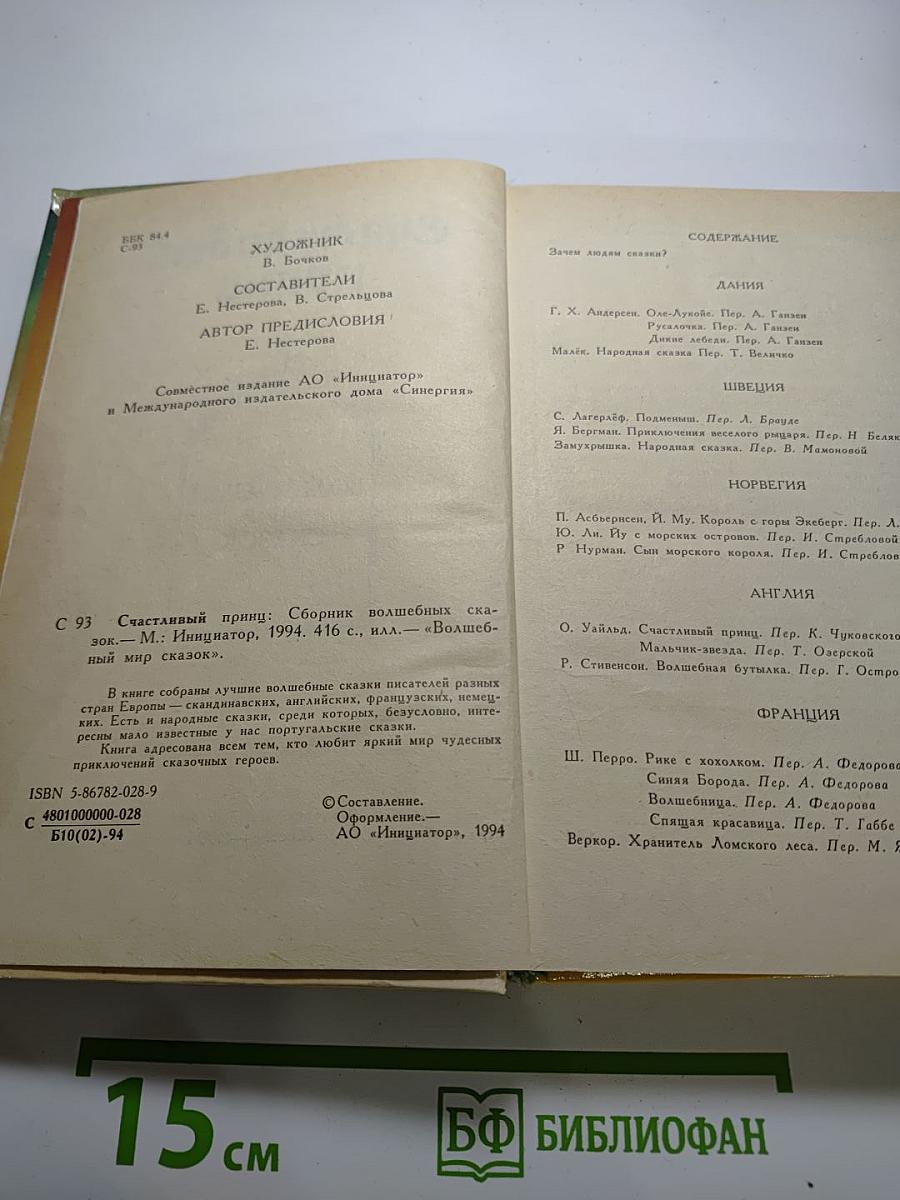 ББК 84.4
С-93
ХУДОЖНИК
В. Бочков
СОСТАВИТЕЛИ
Е. Нестерова, В. Стрельцова
АВТОР ПРЕДИСЛОВИЯ
Е. Нестерова
Совместное издание АО «Инициатор»
и Международного издательского дома «Синергия»
С 93 Счастливый принц: Сборник волшебных ска-
зок.— М.: Инициатор, 1994. 416 с., илл.— «Волшеб-
ный мир сказок».
В книге собраны лучшие волшебные сказки писателей разных
стран Европы — скандинавских, английских, французских, немец-
ких. Есть и народные сказки, среди которых, безусловно, инте-
ресны мало известные у нас португальские сказки.
Книга адресована всем тем, кто любит яркий мир чудесных
приключений сказочных героев.
ISBN 5-86782-028-9
С 4801000000-028
Б10(02)-94
© Составление.
Оформление.—
АО «Инициатор», 1994
СОДЕРЖАНИЕ
Зачем людям сказки?
ДАНИЯ
Г. Х. Андерсен. Оле-Лукойе. Пер. А. Ганзен
Русалочка. Пер. А. Ганзен
Дикие лебеди. Пер. А. Ганзен
Малёк. Народная сказка Пер. Т. Величко
ШВЕЦИЯ
С. Лагерлёф. Подменыш. Пер. Л. Брауде
Я. Бергман. Приключения веселого рыцаря. Пер. Н Беляк
Замухрышка. Народная сказка. Пер. В. Мамоновой
НОРВЕГИЯ
П. Асбьернсен, Й. Му. Король с горы Экеберг. Пер. Л.
Ю. Ли. Йу с морских островов. Пер. И. Стребловой
Р Нурман. Сын морского короля. Пер. И. Стреблов
АНГЛИЯ
О. Уайльд. Счастливый принц. Пер. К. Чуковского
Мальчик-звезда. Пер. Т. Озерской
Р. Стивенсон. Волшебная бутылка. Пер. Г. Остро
ФРАНЦИЯ
Ш. Перро. Рике с хохолком. Пер. А. Федорова
Синяя Борода. Пер. А. Федорова
Волшебница. Пер. А. Федорова
Спящая красавица. Пер. Т. Габбе
Веркор. Хранитель Ломского леса. Пер. М. Я
15 см
БФ БИБЛИОФАН